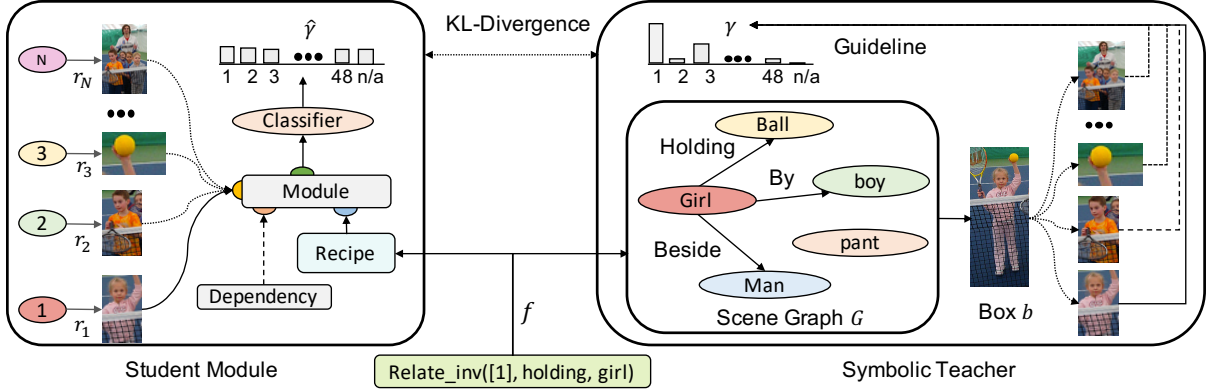 N
r_N
●●●
3
r_3
2
r_2
1
r_1
γ̂
●●●
1 2 3 48 n/a
Classifier
Module
Recipe
Dependency
Student Module
KL-Divergence
f
Relate_inv([1], holding, girl)
γ
Guideline
●●●
1 2 3 48 n/a
Ball
Holding
By
boy
Girl
pant
Beside
Man
Scene Graph G
●●●
Box b
Symbolic Teacher